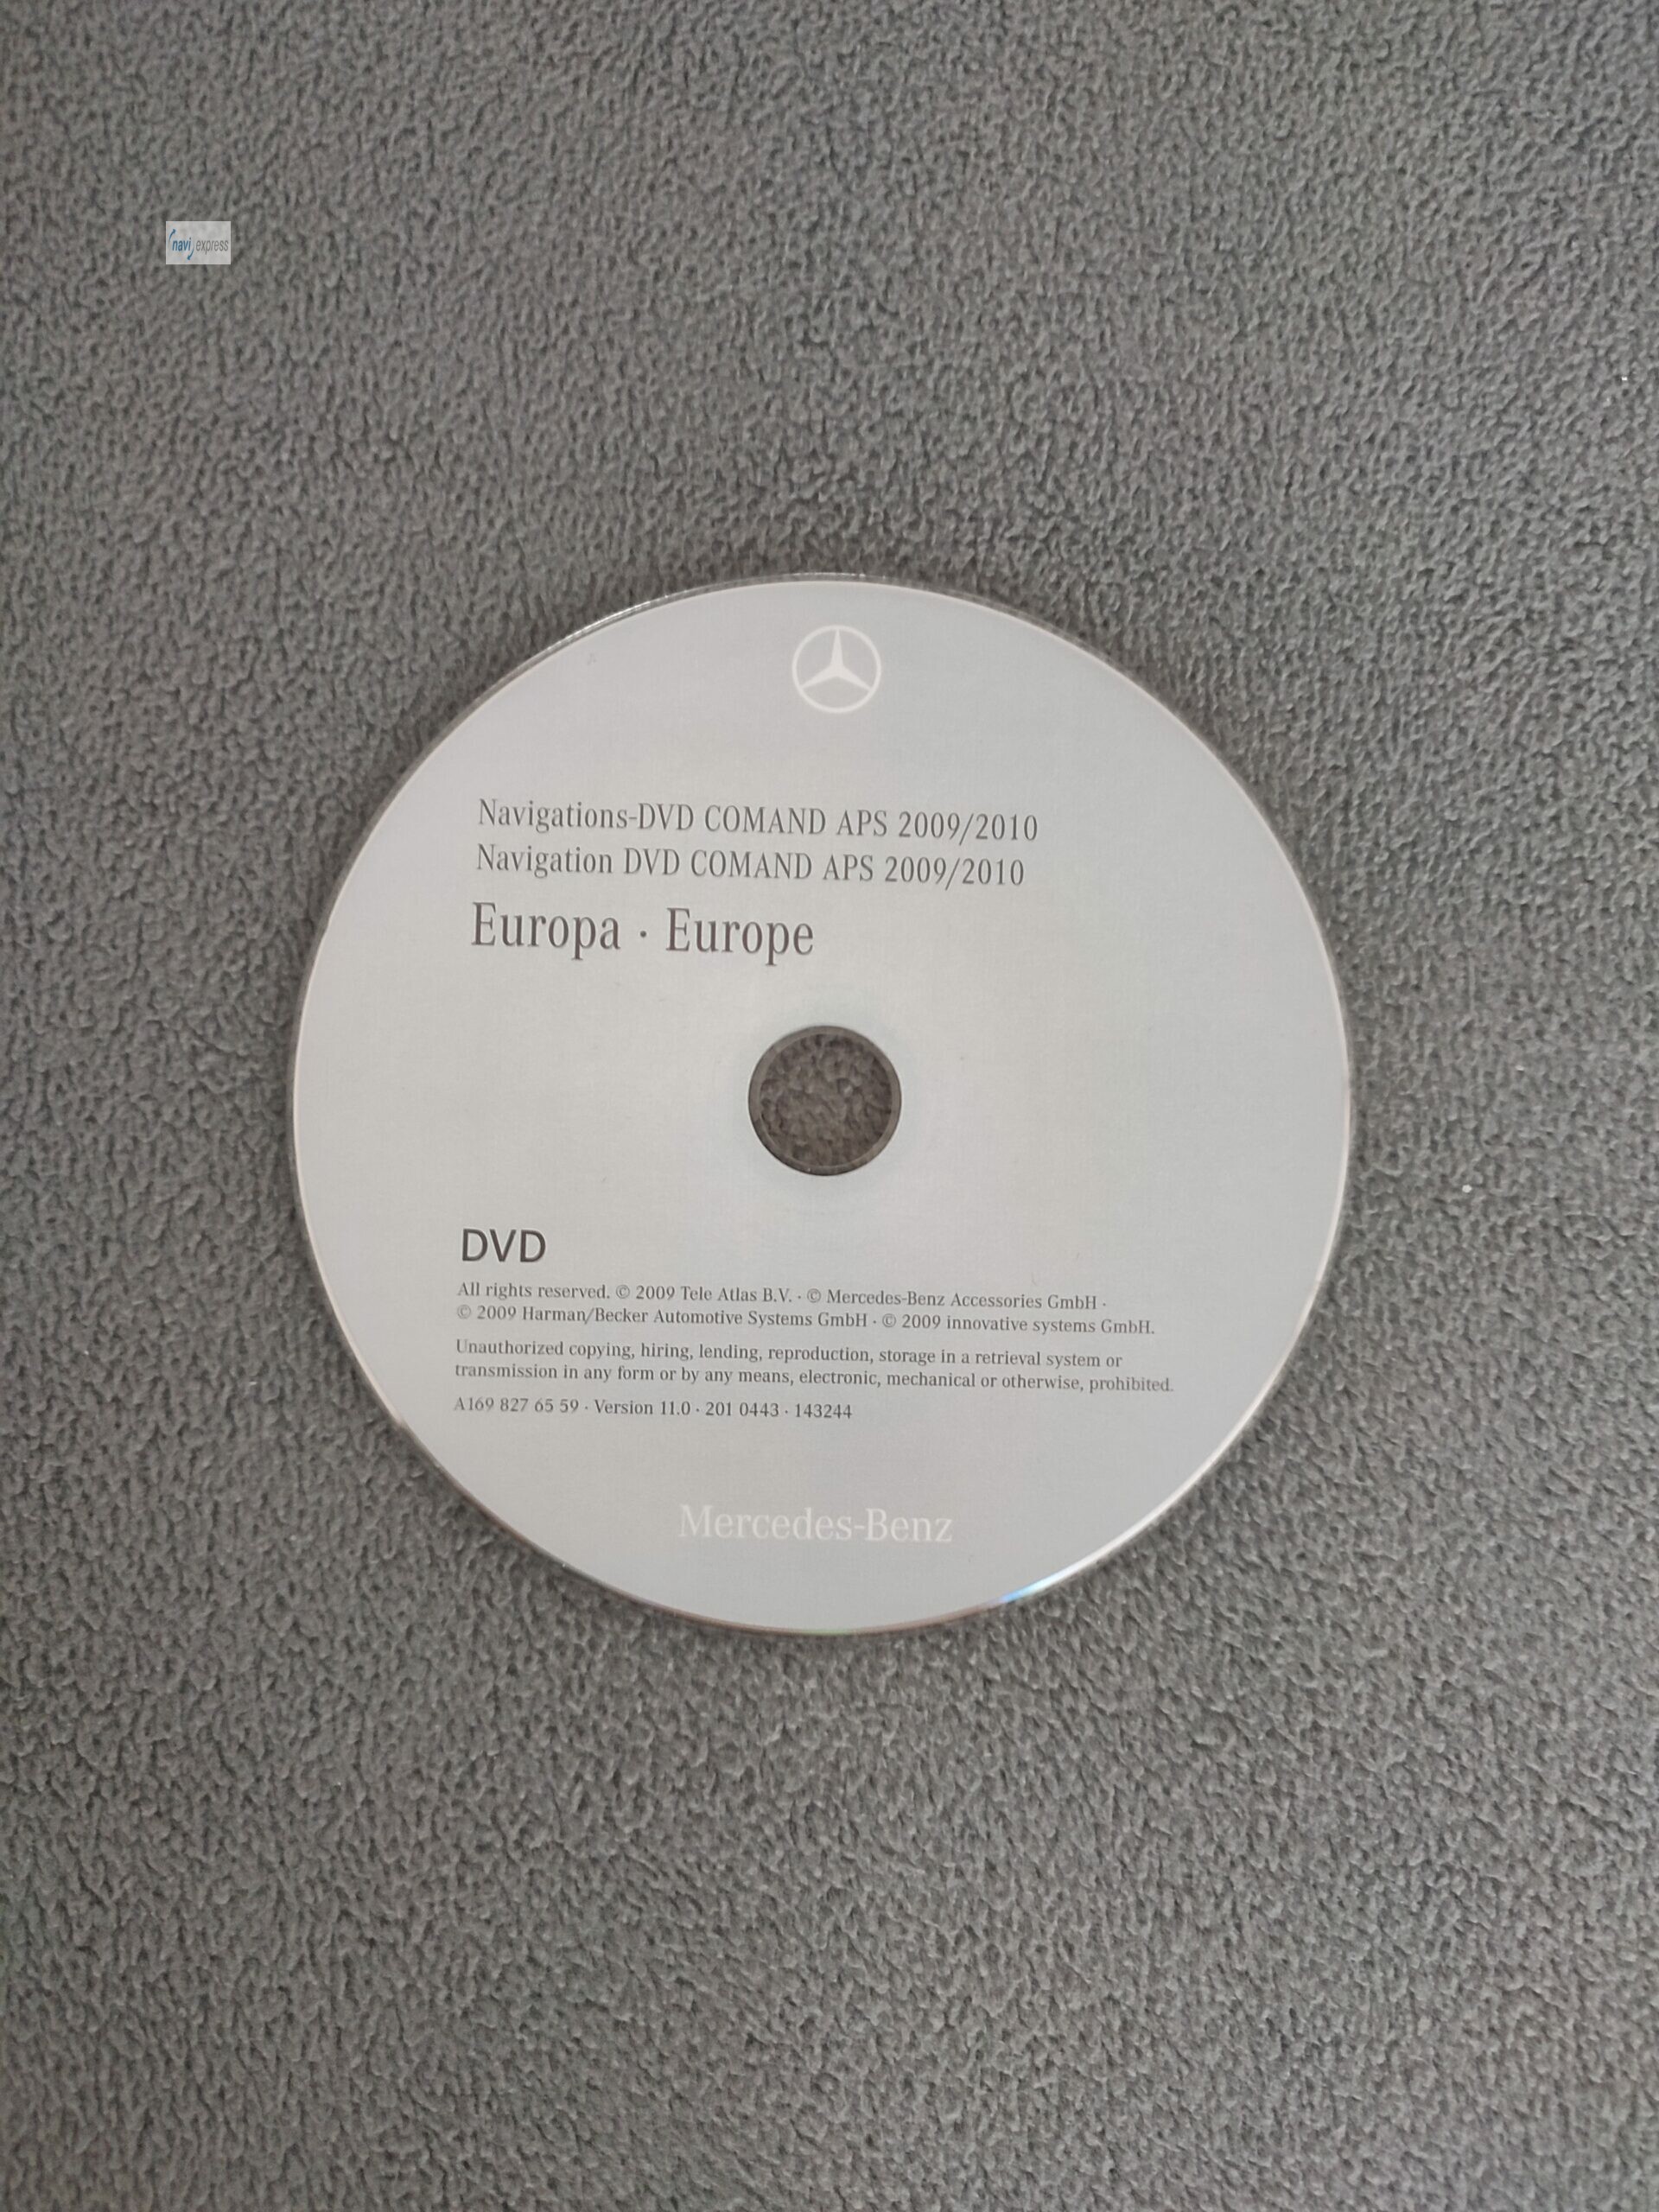 navi express
Navigations-DVD COMAND APS 2009/2010
Navigation DVD COMAND APS 2009/2010
Europa · Europe
DVD
All rights reserved. © 2009 Tele Atlas B.V. · © Mercedes-Benz Accessories GmbH ·
© 2009 Harman/Becker Automotive Systems GmbH · © 2009 innovative systems GmbH.
Unauthorized copying, hiring, lending, reproduction, storage in a retrieval system or
transmission in any form or by any means, electronic, mechanical or otherwise, prohibited.
A169 827 65 59 · Version 11.0 · 201 0443 · 143244
Mercedes-Benz